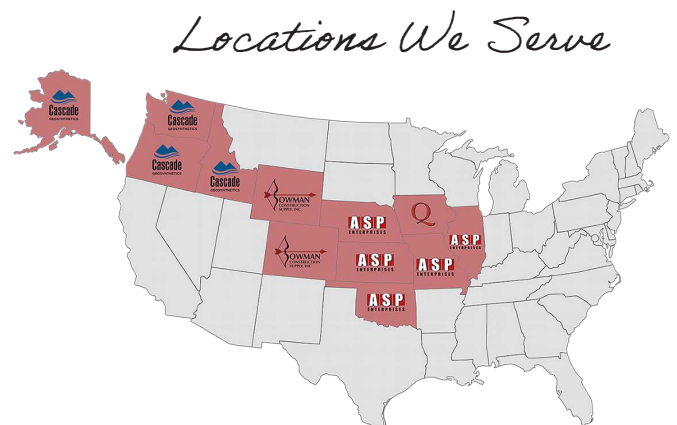 Locations We Serve
Cascade
GEOSYNTHETICS
Cascade
GEOSYNTHETICS
Cascade
GEOSYNTHETICS
Cascade
GEOSYNTHETICS
BOWMAN
CONSTRUCTION
SUPPLY, INC.
Q
ASP
ENTERPRISES
ASP
ENTERPRISES
BOWMAN
CONSTRUCTION
SUPPLY, INC.
ASP
ENTERPRISES
ASP
ENTERPRISES
ASP
ENTERPRISES